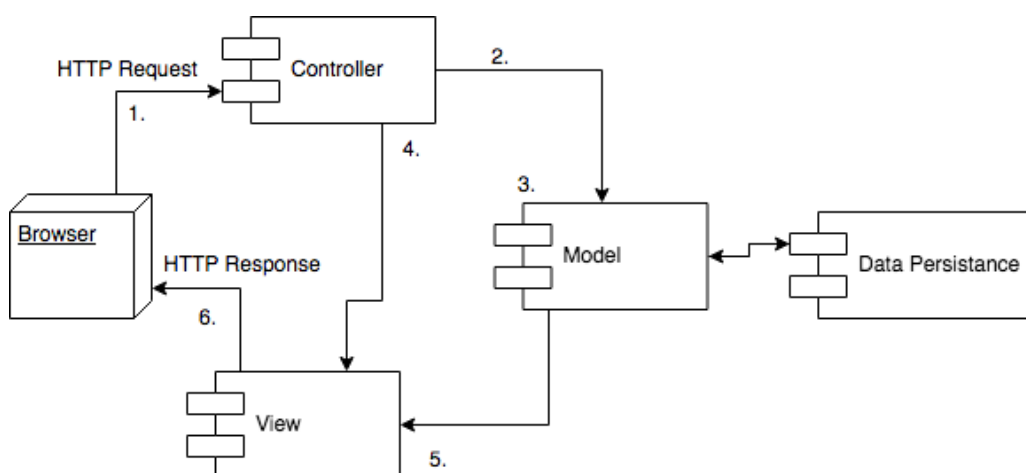 Controller
2.
HTTP Request
1.
4.
3.
Browser
Model
Data Persistance
HTTP Response
6.
View
5.